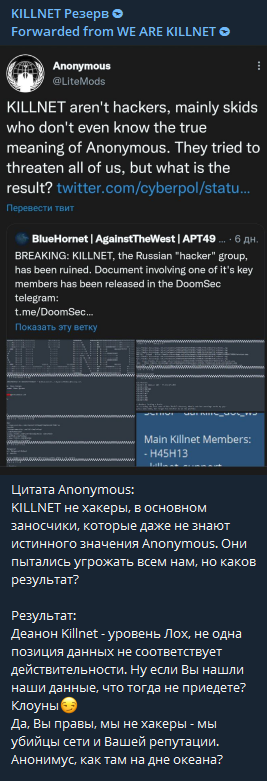 KILLNET Резерв
Forwarded from WE ARE KILLNET
Anonymous
@LiteMods
KILLNET aren't hackers, mainly skids
who don't even know the true
meaning of Anonymous. They tried to
threaten all of us, but what is the
result? twitter.com/cyberpol/statu...
Перевести твит
BlueHornet | AgainstTheWest | APT49 ... · 6 дн.
BREAKING: KILLNET, the Russian "hacker" group,
has been ruined. Document involving one of it's key
members has been released in the DoomSec
telegram:
t.me/DoomSec...
Показать эту ветку
Main Killnet Members:
- H45H13
Цитата Anonymous:
KILLNET не хакеры, в основном
заносчики, которые даже не знают
истинного значения Anonymous. Они
пытались угрожать всем нам, но каков
результат?
Результат:
Деанон Killnet - уровень Лох, не одна
позиция данных не соответствует
действительности. Ну если Вы нашли
наши данные, что тогда не приедете?
Клоуны😏
Да, Вы правы, мы не хакеры - мы
убийцы сети и Вашей репутации.
Анонимус, как там на дне океана?